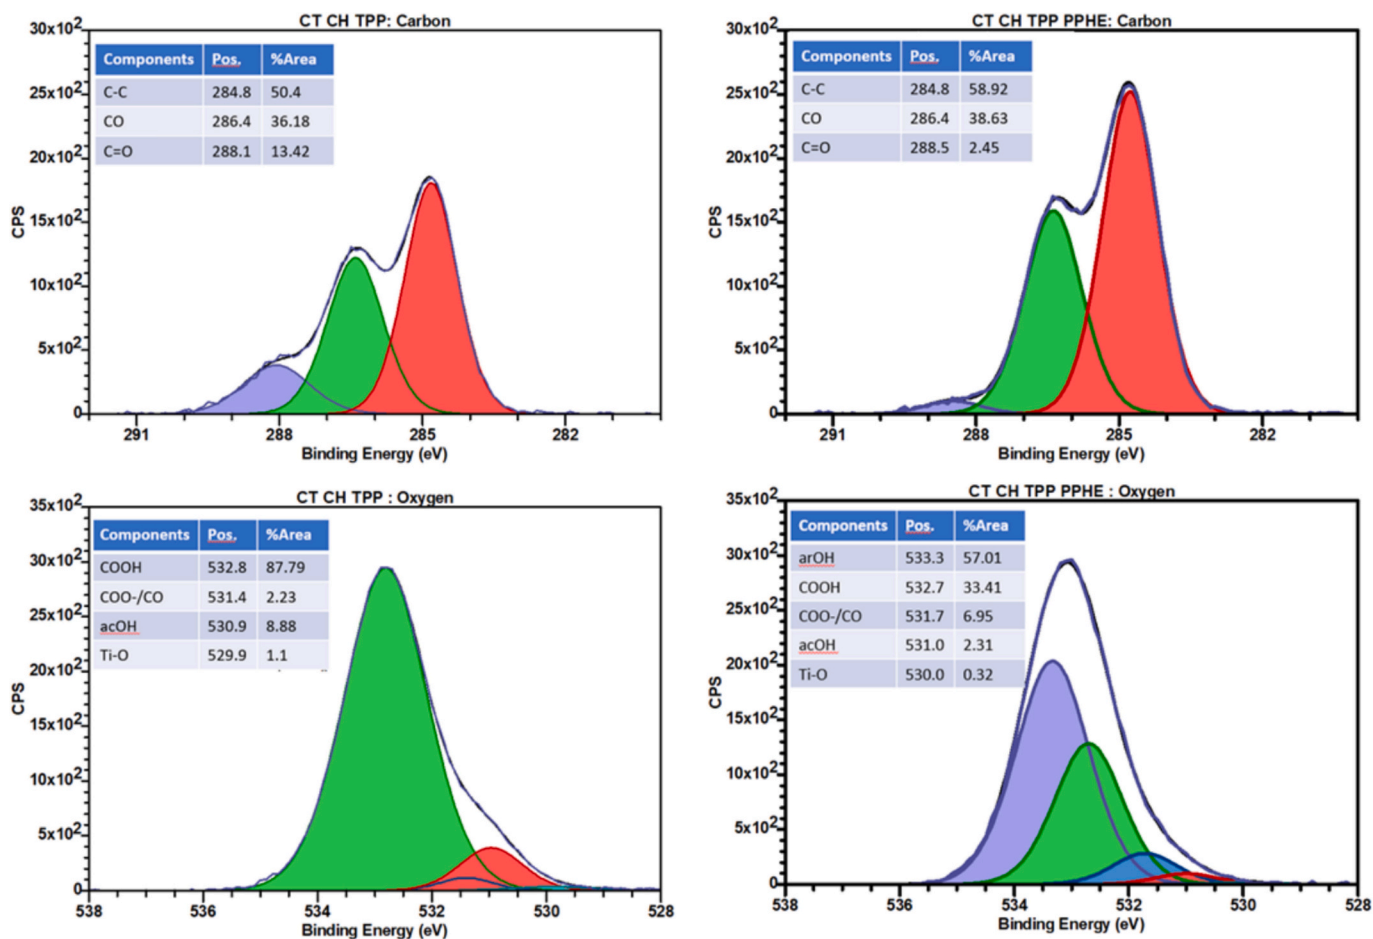 CT CH TPP: Carbon
30x102
25x102
20x102
15x102
10x102
5x102
0
CPS
Components Pos. %Area
C-C 284.8 50.4
CO 286.4 36.18
C=O 288.1 13.42
291 288 285 282
Binding Energy (eV)
CT CH TPP PPHE: Carbon
30x102
25x102
20x102
15x102
10x102
5x102
0
CPS
Components Pos. %Area
C-C 284.8 58.92
CO 286.4 38.63
C=O 288.5 2.45
291 288 285 282
Binding Energy (eV)
CT CH TPP : Oxygen
35x102
30x102
25x102
20x102
15x102
10x102
5x102
0
CPS
Components Pos. %Area
COOH 532.8 87.79
COO-/CO 531.4 2.23
acOH 530.9 8.88
Ti-O 529.9 1.1
538 536 534 532 530 528
Binding Energy (eV)
CT CH TPP PPHE : Oxygen
35x102
30x102
25x102
20x102
15x102
10x102
5x102
0
CPS
Components Pos. %Area
arOH 533.3 57.01
COOH 532.7 33.41
COO-/CO 531.7 6.95
acOH 531.0 2.31
Ti-O 530.0 0.32
538 536 534 532 530 528
Binding Energy (eV)